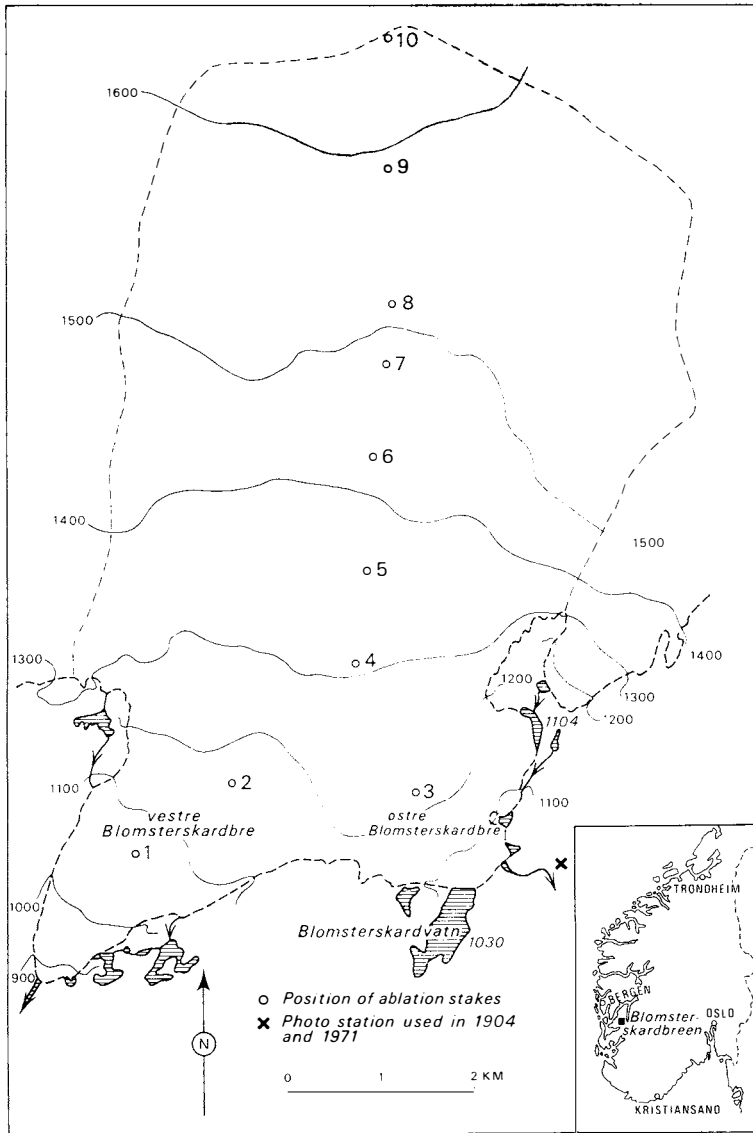 10
1600
9
8
1500
7
6
1400
5
1500
4
1300
1400
1200
1300
1200
1104
1100
2
3
1100
vestre
Blomsterskardbre
østre
Blomsterskardbre
1
1000
Blomsterskardvatn
1030
900
Position of ablation stakes
Photo station used in 1904
and 1971
N
0 1 2 KM
TRONDHEIM
BERGEN
OSLO
Blomster-
skardbreen
KRISTIANSAND